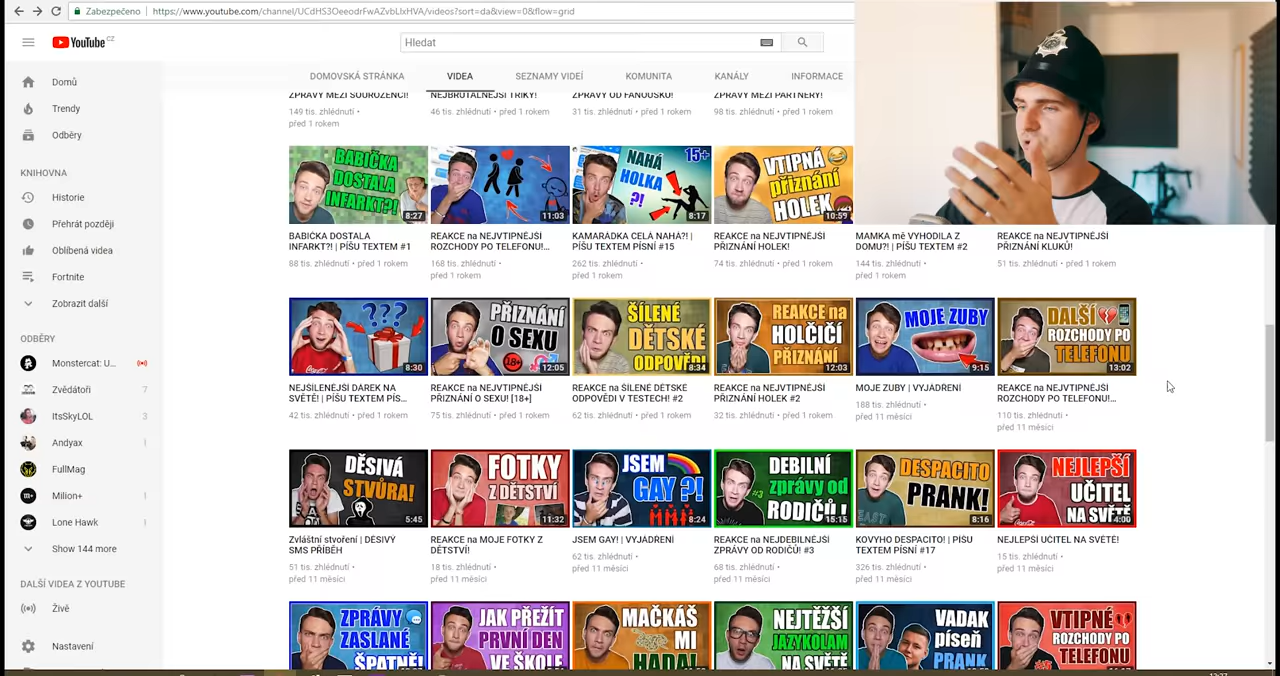 Zabezpečeno
https://www.youtube.com/channel/UCdHS3OeeodrFwAZvbLIxHVA/videos?sort=da&view=0&flow=grid
YouTube CZ
Hledat
DOMOVSKÁ STRÁNKA VIDEA SEZNAMY VIDEÍ KOMUNITA KANÁLY INFORMACE
Domů
Trendy
Odběry
KNIHOVNA
Historie
Přehrát později
Oblíbená videa
Fortnite
Zobrazit další
ODBĚRY
Monstercat: U...
Zvědátoři 7
ItsSkyLOL 3
Andyax
FullMag
Milion+
Lone Hawk
Show 144 more
DALŠÍ VIDEA Z YOUTUBE
Živě
Nastavení
ZPRÁVY MEZI SOUROZENCI! NEJBRUTÁLNĚJŠÍ TRIKY! ZPRÁVY OD FANOUŠKŮ! ZPRÁVY MEZI PARTNERY!
149 tis. zhlédnutí •
před 1 rokem
46 tis. zhlédnutí • před 1 rokem
31 tis. zhlédnutí • před 1 rokem
98 tis. zhlédnutí • před 1 rokem
BABIČKA
DOSTALA
INFARKT?!
8:27
11:03
NAHÁ
HOLKA
?!
15+
8:17
VTIPNÁ
přiznání
HOLEK
10:59
BABIČKA DOSTALA
INFARKT?! | PÍŠU TEXTEM #1
88 tis. zhlédnutí • před 1 rokem
REAKCE na NEJVTIPNĚJŠÍ
ROZCHODY PO TELEFONU!...
168 tis. zhlédnutí •
před 1 rokem
KAMARÁDKA CELÁ NAHÁ?! |
PÍŠU TEXTEM PÍSNÍ #15
262 tis. zhlédnutí •
před 1 rokem
REAKCE na NEJVTIPNĚJŠÍ
PŘIZNÁNÍ HOLEK!
74 tis. zhlédnutí • před 1 rokem
MAMKA mě VYHODILA Z
DOMU?! | PÍŠU TEXTEM #2
144 tis. zhlédnutí •
před 1 rokem
REAKCE na NEJVTIPNĚJŠÍ
PŘIZNÁNÍ KLUKŮ!
51 tis. zhlédnutí • před 1 rokem
???
8:30
PŘIZNÁNÍ
O SEXU!
18+
12:05
ŠÍLENÉ
DĚTSKÉ
ODPOVĚDI
8:34
REAKCE na
HOLČIČÍ
PŘIZNÁNÍ
12:03
MOJE ZUBY
9:15
DALŠÍ
ROZCHODY PO
TELEFONU
13:02
NEJŠÍLENĚJŠÍ DÁREK NA
SVĚTĚ! | PÍŠU TEXTEM PÍS...
42 tis. zhlédnutí • před 1 rokem
REAKCE na NEJVTIPNĚJŠÍ
PŘIZNÁNÍ O SEXU! [18+]
75 tis. zhlédnutí • před 1 rokem
REAKCE na ŠÍLENÉ DĚTSKÉ
ODPOVĚDI V TESTECH! #2
62 tis. zhlédnutí • před 1 rokem
REAKCE na NEJVTIPNĚJŠÍ
PŘIZNÁNÍ HOLEK #2
32 tis. zhlédnutí • před 1 rokem
MOJE ZUBY | VYJÁDŘENÍ
188 tis. zhlédnutí •
před 11 měsíci
REAKCE na NEJVTIPNĚJŠÍ
ROZCHODY PO TELEFONU!...
110 tis. zhlédnutí •
před 11 měsíci
DĚSIVÁ
STVŮRA!
5:45
FOTKY
Z DĚTSTVÍ
11:32
JSEM
GAY ?!
8:24
DEBILNÍ
#3 zprávy od
RODIČŮ!
15:15
DESPACITO
PRANK!
8:16
NEJLEPŠÍ
UČITEL
NA SVĚTĚ
4:00
Zvláštní stvoření | DĚSIVÝ
SMS PŘÍBĚH
51 tis. zhlédnutí •
před 11 měsíci
REAKCE na MOJE FOTKY Z
DĚTSTVÍ!
18 tis. zhlédnutí •
před 11 měsíci
JSEM GAY! | VYJÁDŘENÍ
62 tis. zhlédnutí •
před 11 měsíci
REAKCE na NEJDEBILNĚJŠÍ
ZPRÁVY OD RODIČŮ! #3
68 tis. zhlédnutí •
před 11 měsíci
KOVYHO DESPACITO! | PÍŠU
TEXTEM PÍSNÍ #17
326 tis. zhlédnutí •
před 11 měsíci
NEJLEPŠÍ UČITEL NA SVĚTĚ!
15 tis. zhlédnutí •
před 11 měsíci
ZPRÁVY
ZASLANÉ
ŠPATNĚ!
JAK PŘEŽÍT
PRVNÍ DEN
VE ŠKOLE
MAČKÁŠ
MI
HADA!
NEJTĚŽŠÍ
JAZYKOLAM
NA SVĚTĚ
VADAK
píseň
PRANK
VTIPNÉ
ROZCHODY PO
TELEFONU